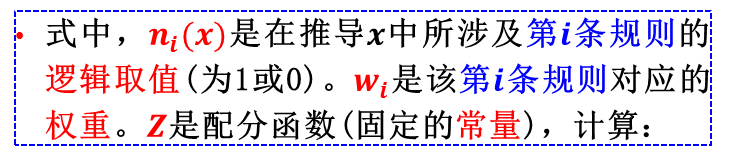 • 式中，nᵢ(x)是在推导x中所涉及第i条规则的
逻辑取值(为1或0)。wᵢ是该第i条规则对应的
权重。Z是配分函数(固定的常量)，计算：